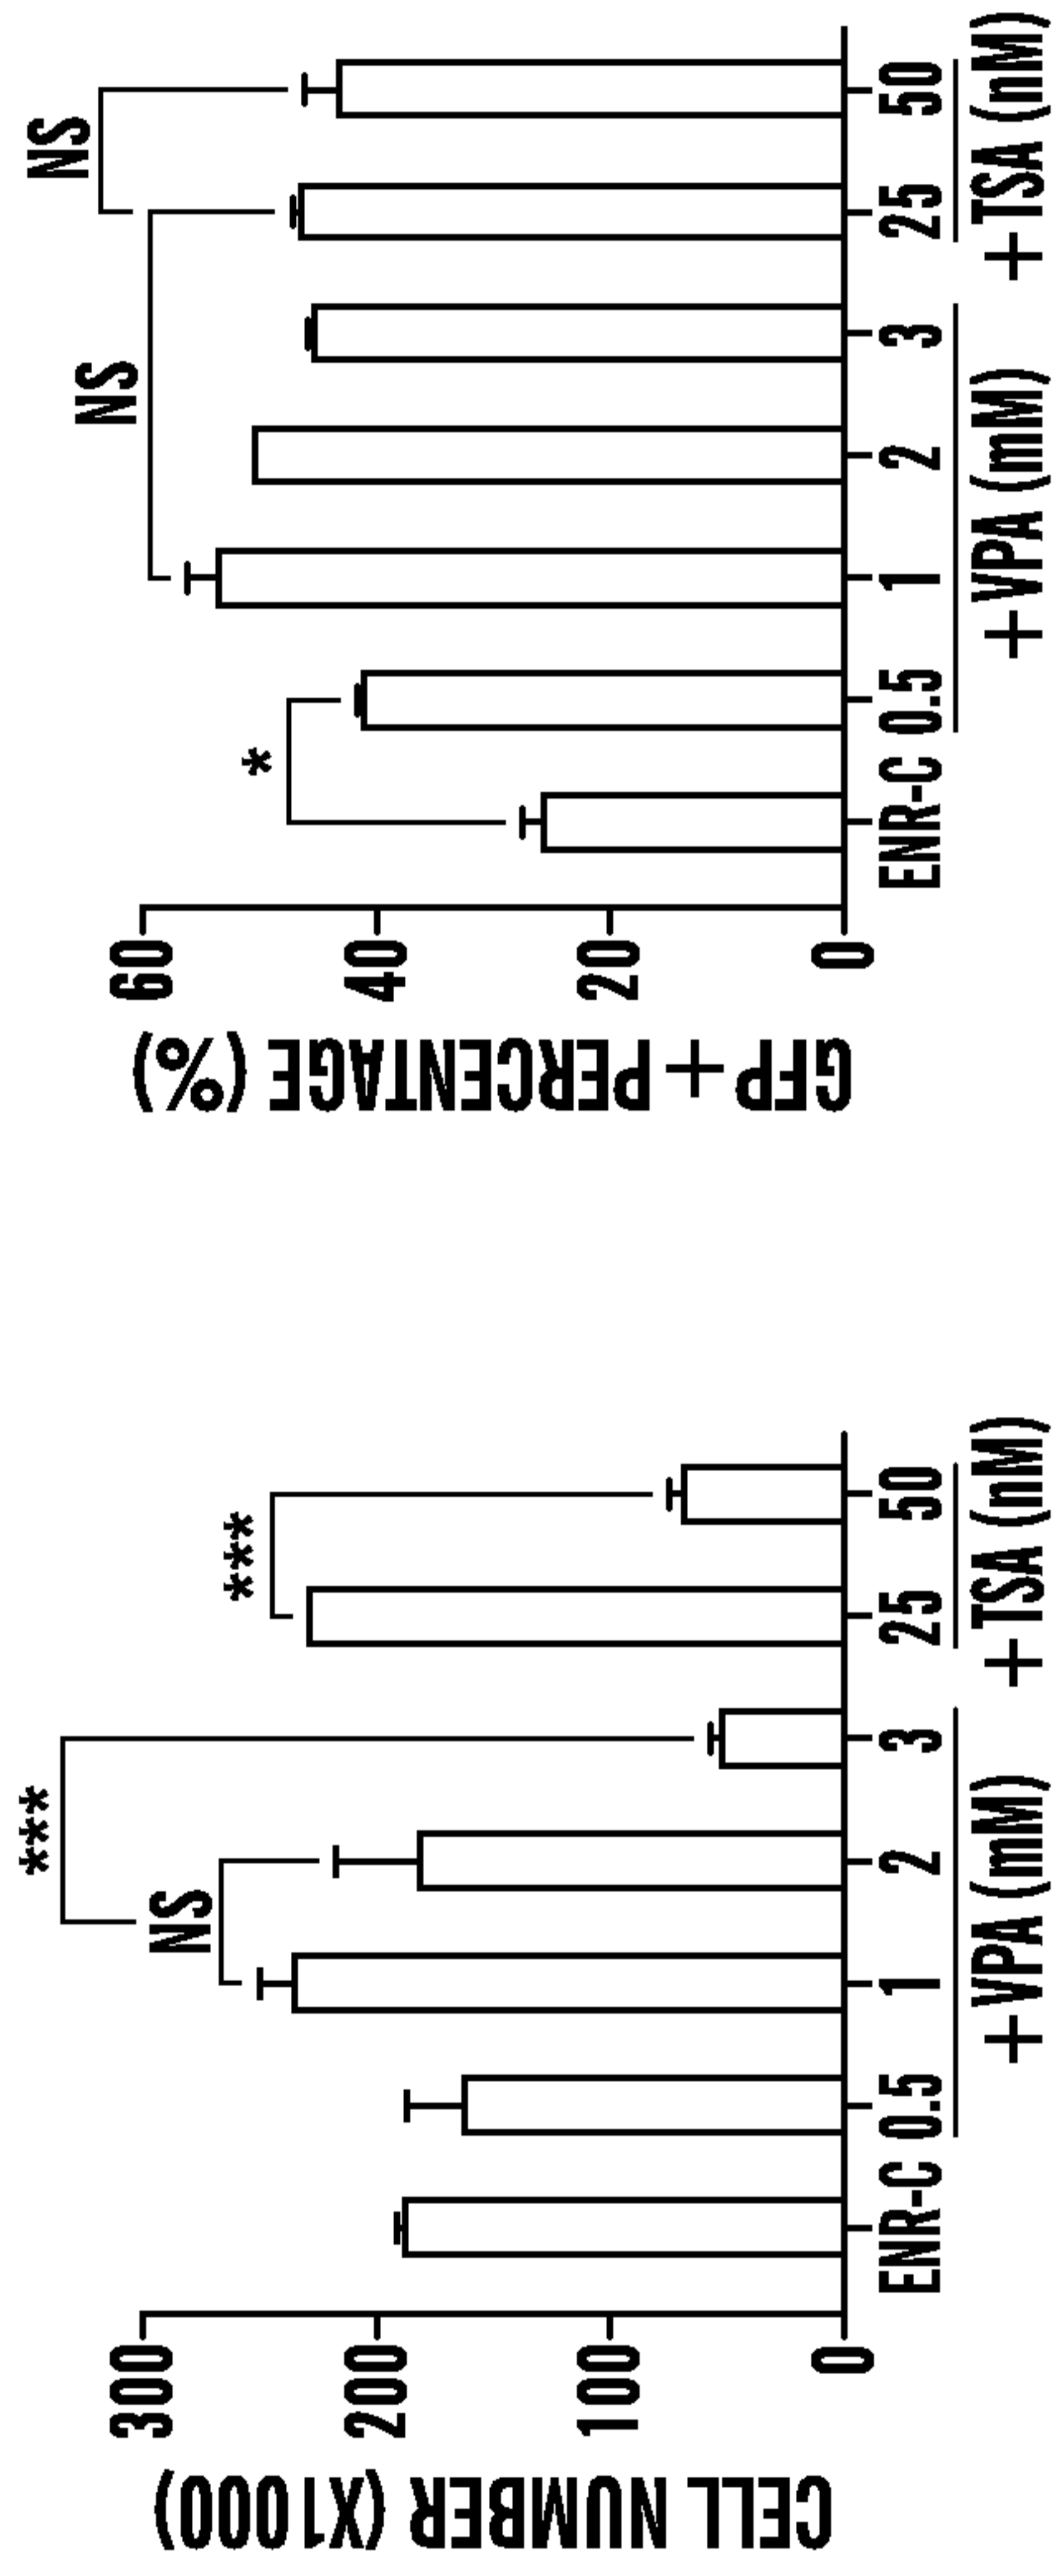 CELL NUMBER (X1000)
300
200
100
0
***
NS
***
ENR-C 0.5 1 2 3 25 50
+ VPA (mM) + TSA (nM)
GFP+ PERCENTAGE (%)
60
40
20
0
*
NS
NS
ENR-C 0.5 1 2 3 25 50
+ VPA (mM) + TSA (nM)